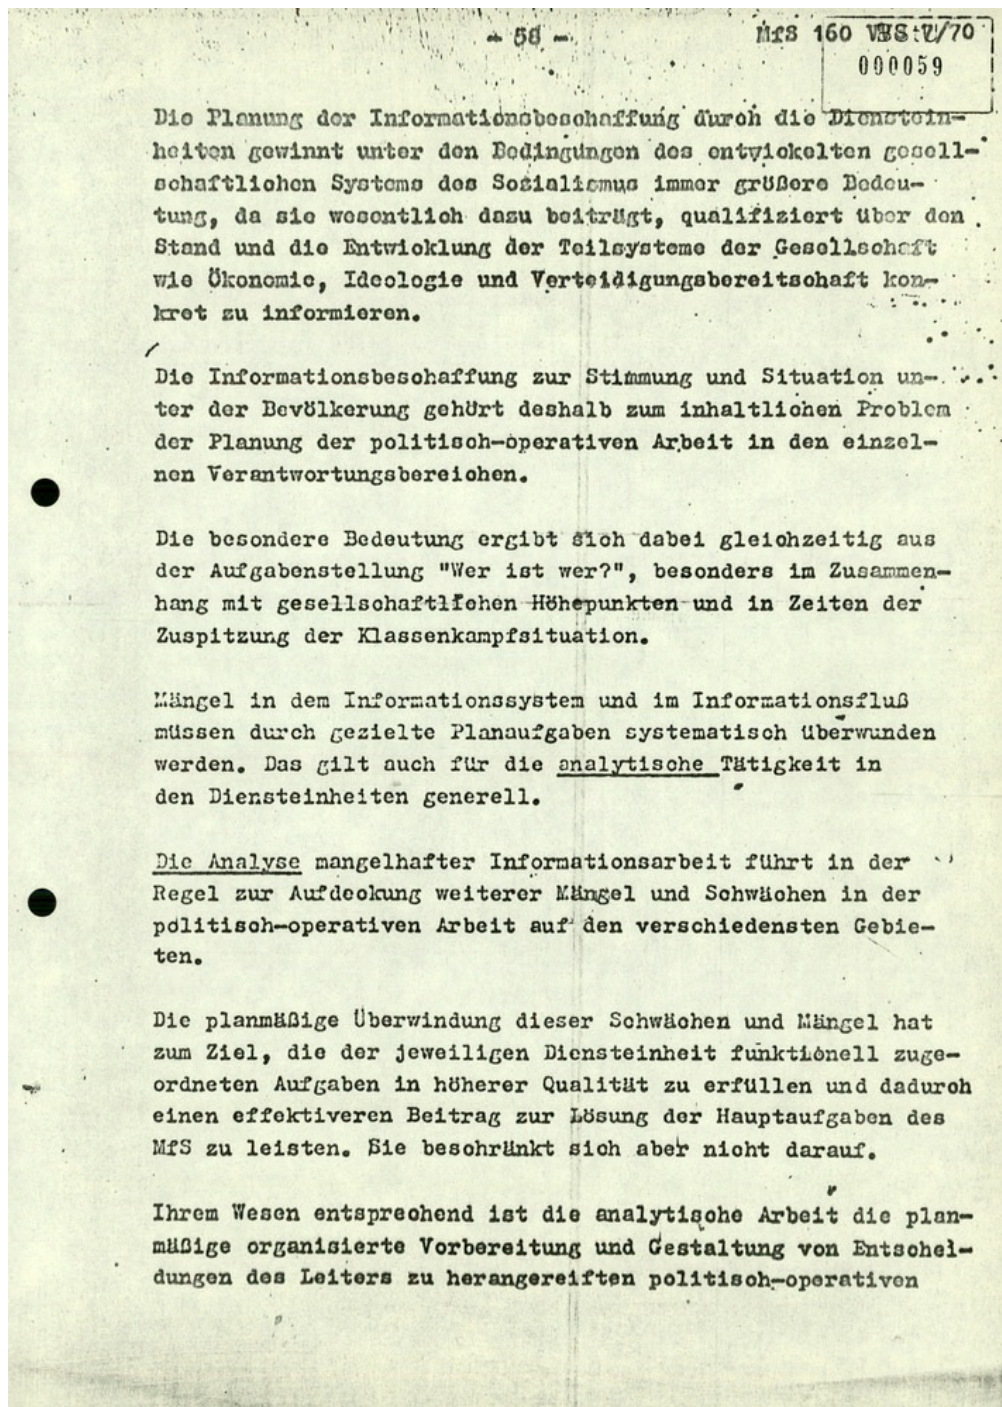 - 58 -
MfS 160
/70
000059
Die Planung der Informationsbeschaffung durch die Dienstein-
heiten gewinnt unter den Bedingungen des entwickelten gesell-
schaftlichen Systems des Sozialismus immer größere Bedeu-
tung, da sie wesentlich dazu beiträgt, qualifiziert über den
Stand und die Entwicklung der Teilsysteme der Gesellschaft
wie Ökonomie, Ideologie und Verteidigungsbereitschaft kon-
kret zu informieren.
Die Informationsbeschaffung zur Stimmung und Situation un-
ter der Bevölkerung gehört deshalb zum inhaltlichen Problem
der Planung der politisch-operativen Arbeit in den einzel-
nen Verantwortungsbereichen.
Die besondere Bedeutung ergibt sich dabei gleichzeitig aus
der Aufgabenstellung "Wer ist wer?", besonders im Zusammen-
hang mit gesellschaftlichen Höhepunkten und in Zeiten der
Zuspitzung der Klassenkampfsituation.
Mängel in dem Informationssystem und im Informationsfluß
müssen durch gezielte Planaufgaben systematisch überwunden
werden. Das gilt auch für die analytische Tätigkeit in
den Diensteinheiten generell.
Die Analyse mangelhafter Informationsarbeit führt in der
Regel zur Aufdeckung weiterer Mängel und Schwächen in der
politisch-operativen Arbeit auf den verschiedensten Gebie-
ten.
Die planmäßige Überwindung dieser Schwächen und Mängel hat
zum Ziel, die der jeweiligen Diensteinheit funktionell zuge-
ordneten Aufgaben in höherer Qualität zu erfüllen und dadurch
einen effektiveren Beitrag zur Lösung der Hauptaufgaben des
MfS zu leisten. Sie beschränkt sich aber nicht darauf.
Ihrem Wesen entsprechend ist die analytische Arbeit die plan-
mäßige organisierte Vorbereitung und Gestaltung von Entschei-
dungen des Leiters zu herangereiften politisch-operativen